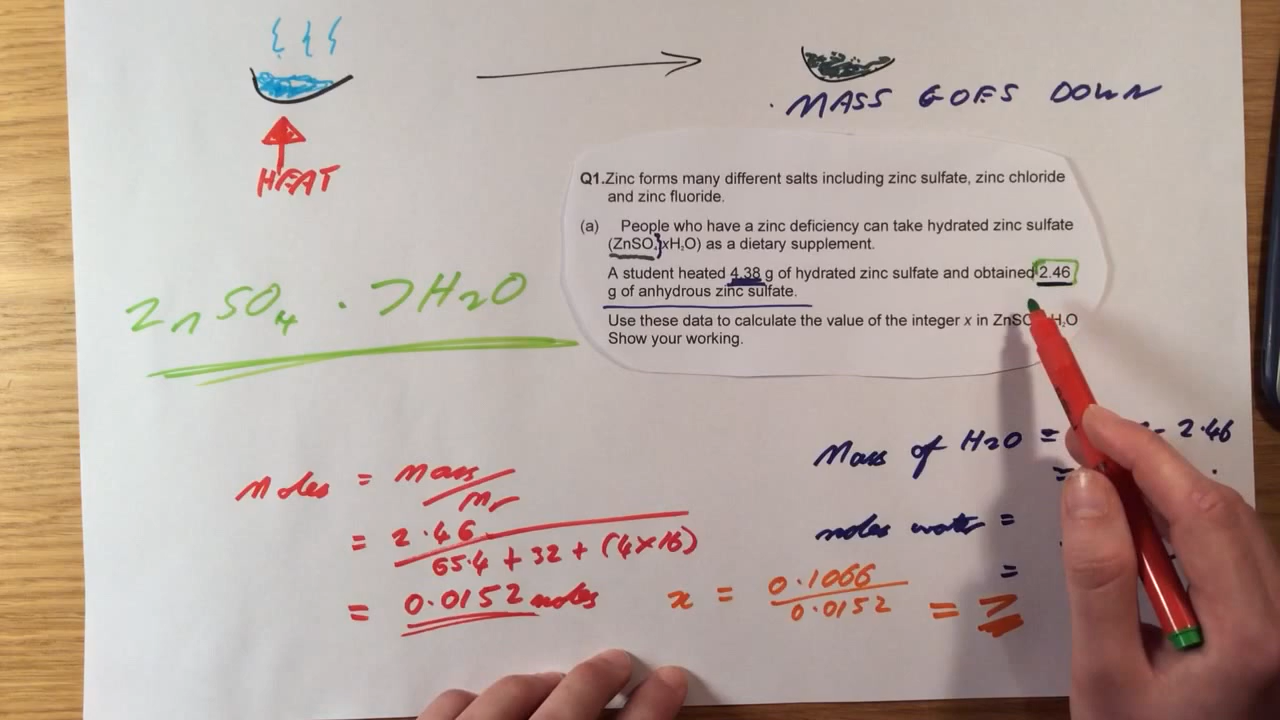 HEAT
MASS GOES DOWN
Q1.Zinc forms many different salts including zinc sulfate, zinc chloride
and zinc fluoride.
(a) People who have a zinc deficiency can take hydrated zinc sulfate
(ZnSO₄}xH₂O) as a dietary supplement.
A student heated 4.38 g of hydrated zinc sulfate and obtained 2.46
g of anhydrous zinc sulfate.
Use these data to calculate the value of the integer x in ZnSO H₂O
Show your working.
ZnSO₄ . 7H₂O
Moles = Mass / Mr
= 2.46 / 65.4 + 32 + (4×16)
= 0.0152 moles
Mass of H₂O = - 2.46
=
moles water =
=
x = 0.1066 / 0.0152 = 7